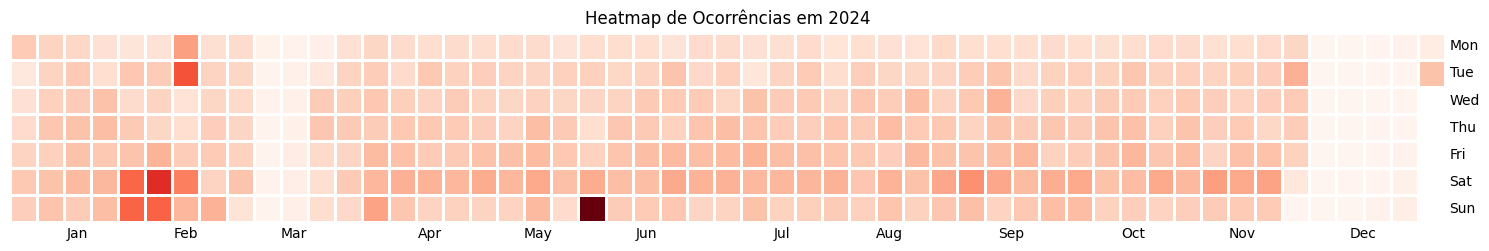 Heatmap de Ocorrências em 2024
Mon
Tue
Wed
Thu
Fri
Sat
Sun
Jan Feb Mar Apr May Jun Jul Aug Sep Oct Nov Dec